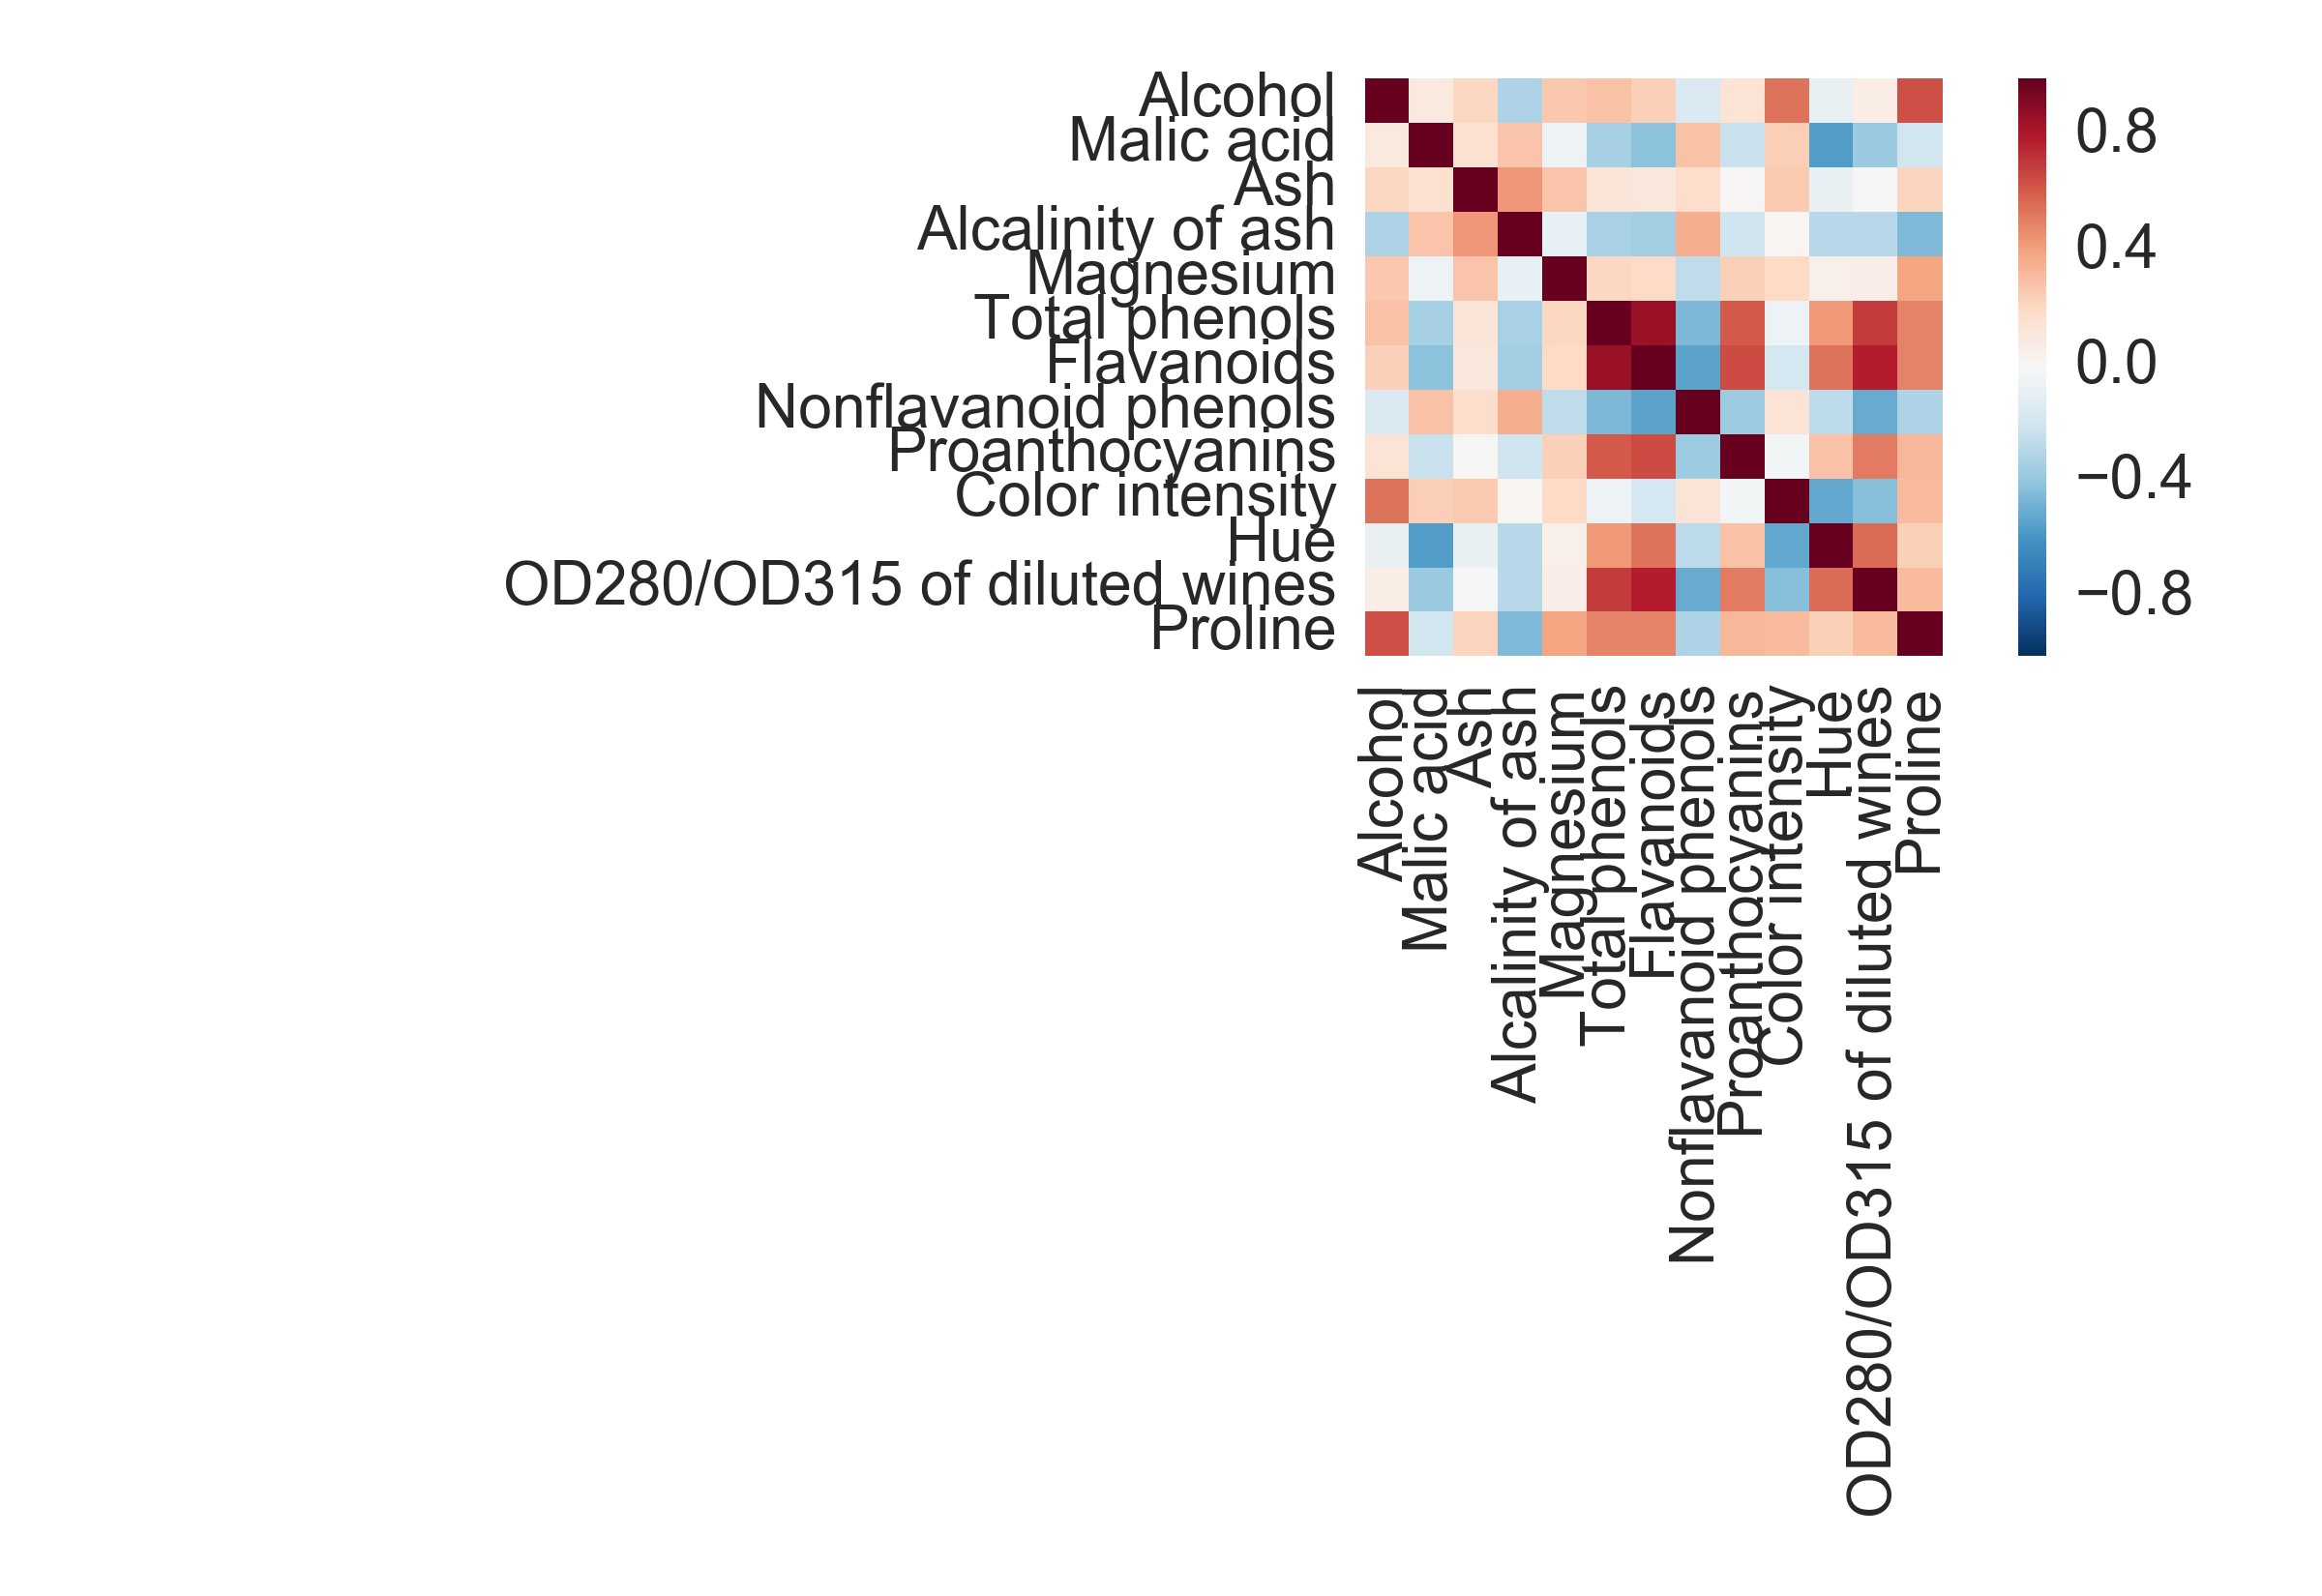 Alcohol
Malic acid
Ash
Alcalinity of ash
Magnesium
Total phenols
Flavanoids
Nonflavanoid phenols
Proanthocyanins
Color intensity
Hue
OD280/OD315 of diluted wines
Proline
0.8
0.4
0.0
−0.4
−0.8
Alcohol
Malic acid
Ash
Alcalinity of ash
Magnesium
Total phenols
Flavanoids
Nonflavanoid phenols
Proanthocyanins
Color intensity
Hue
OD280/OD315 of diluted wines
Proline